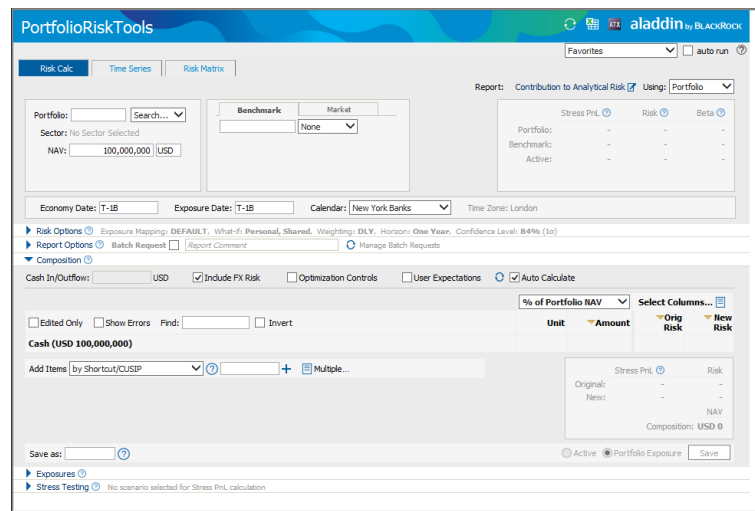 PortfolioRiskTools
ATX aladdin by BLACKROCK
Favorites auto run ?
Risk Calc Time Series Risk Matrix
Report: Contribution to Analytical Risk Using: Portfolio
Portfolio: Search...
Sector: No Sector Selected
NAV: 100,000,000 USD
Benchmark Market
None
Stress PnL ? Risk ? Beta ?
Portfolio: - - -
Benchmark: - - -
Active: - - -
Economy Date: T-1B Exposure Date: T-1B Calendar: New York Banks Time Zone: London
Risk Options ? Exposure Mapping: DEFAULT, What-if: Personal, Shared, Weighting: DLY, Horizon: One Year, Confidence Level: 84% (1σ)
Report Options ? Batch Request Report Comment Manage Batch Requests
Composition ?
Cash In/Outflow: USD Include FX Risk Optimization Controls User Expectations Auto Calculate
% of Portfolio NAV Select Columns...
Edited Only Show Errors Find: Invert Unit Amount Orig Risk New Risk
Cash (USD 100,000,000)
Add Items by Shortcut/CUSIP ? + Multiple...
Stress PnL ? Risk
Original: - -
New: - -
NAV
Composition: USD 0
Save as: ? Active Portfolio Exposure Save
Exposures ?
Stress Testing ? No scenario selected for Stress PnL calculation